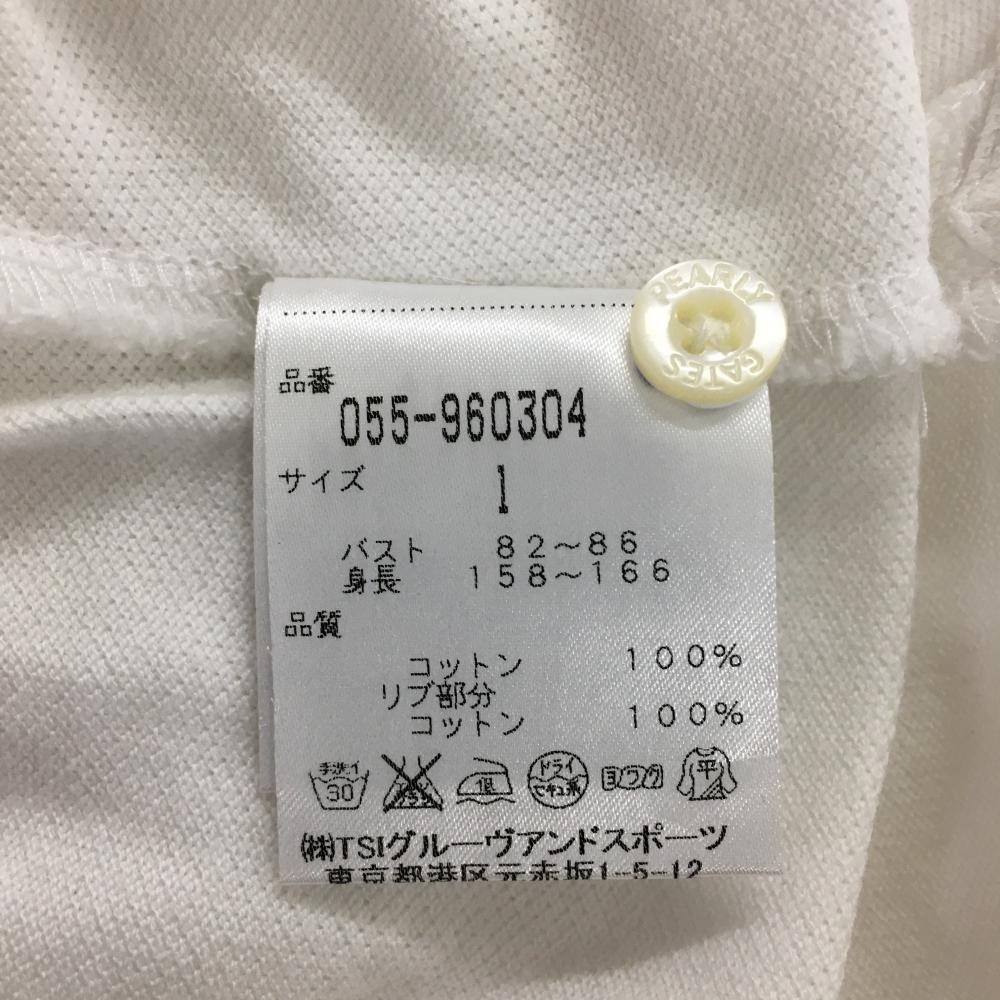 PEARLY
GATES
品番
055-960304
サイズ 1
バスト 82〜86
身長 158〜166
品質
コットン 100%
リブ部分
コットン 100%
手洗イ
30
低
ドライ
セキユ系
ヨワク
平
㈱TSIグルーヴアンドスポーツ
東京都港区元赤坂1-5-12